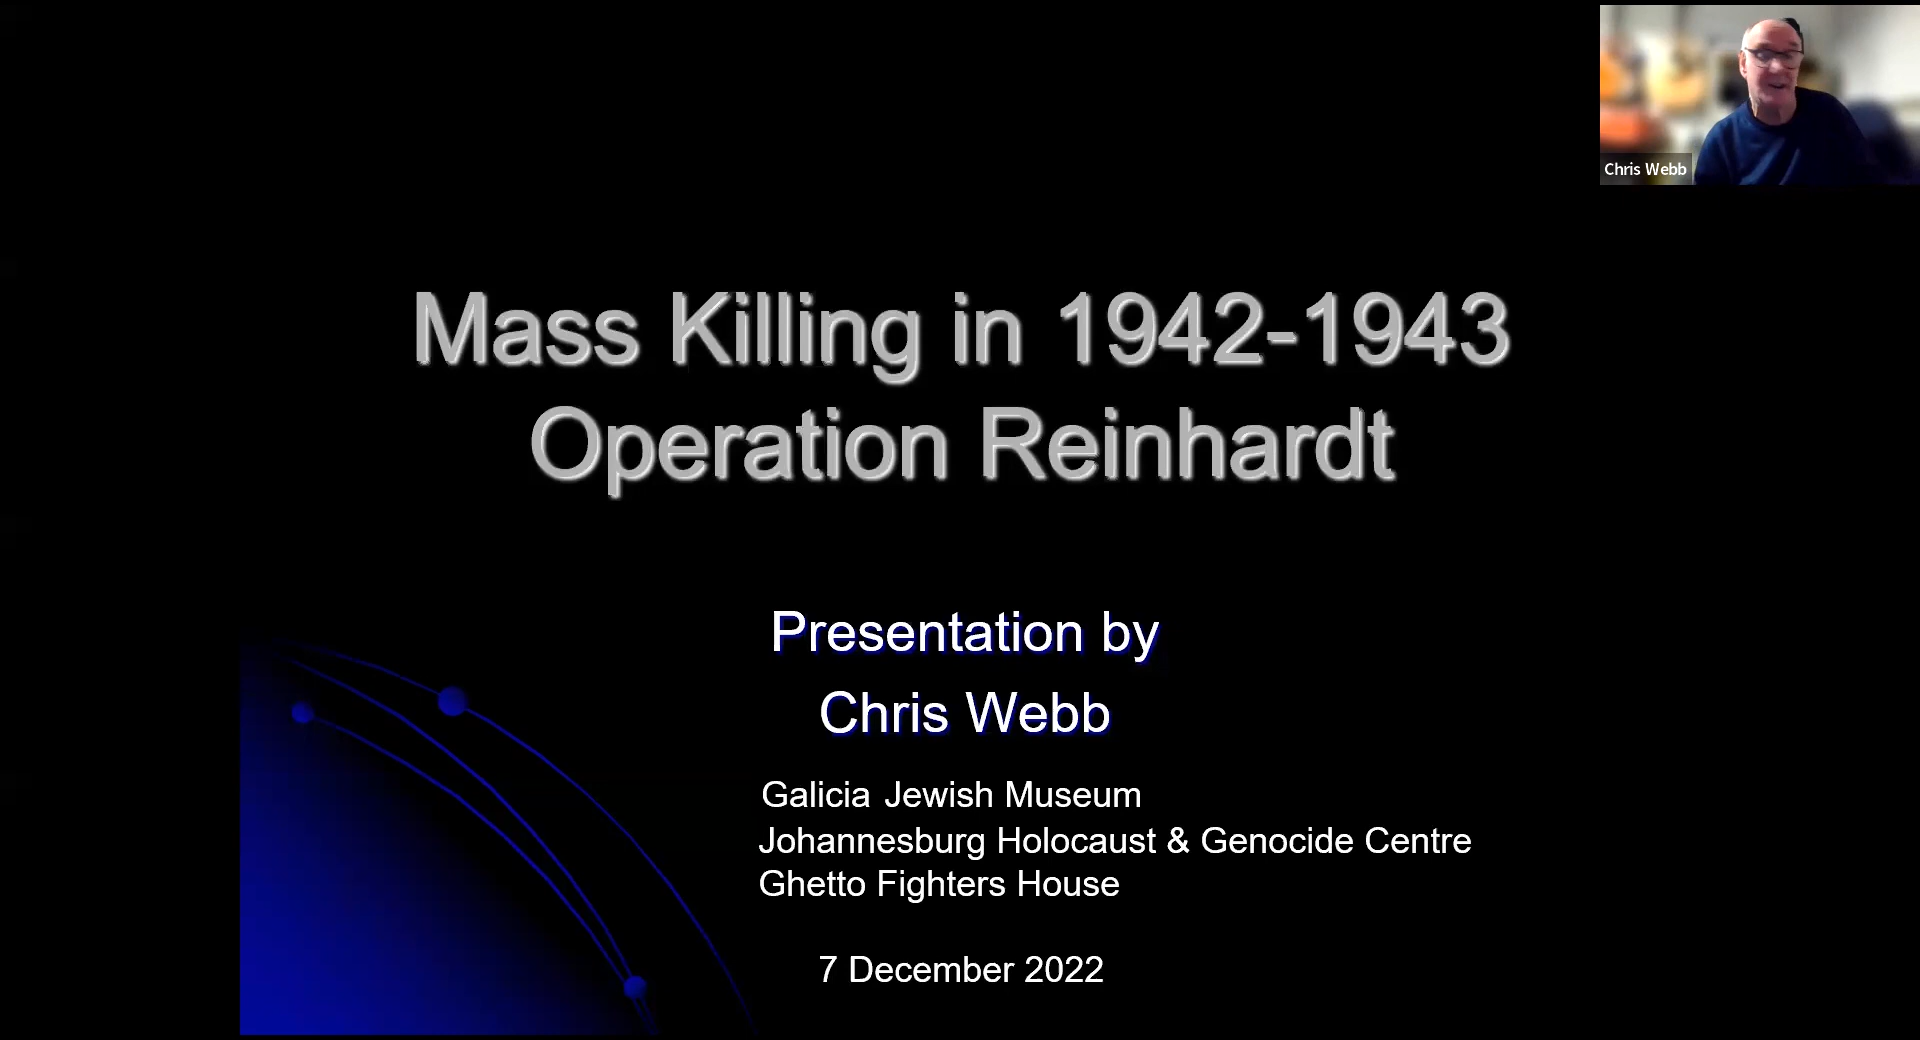 Chris Webb
Mass Killing in 1942-1943
Operation Reinhardt
Presentation by
Chris Webb
Galicia Jewish Museum
Johannesburg Holocaust & Genocide Centre
Ghetto Fighters House
7 December 2022